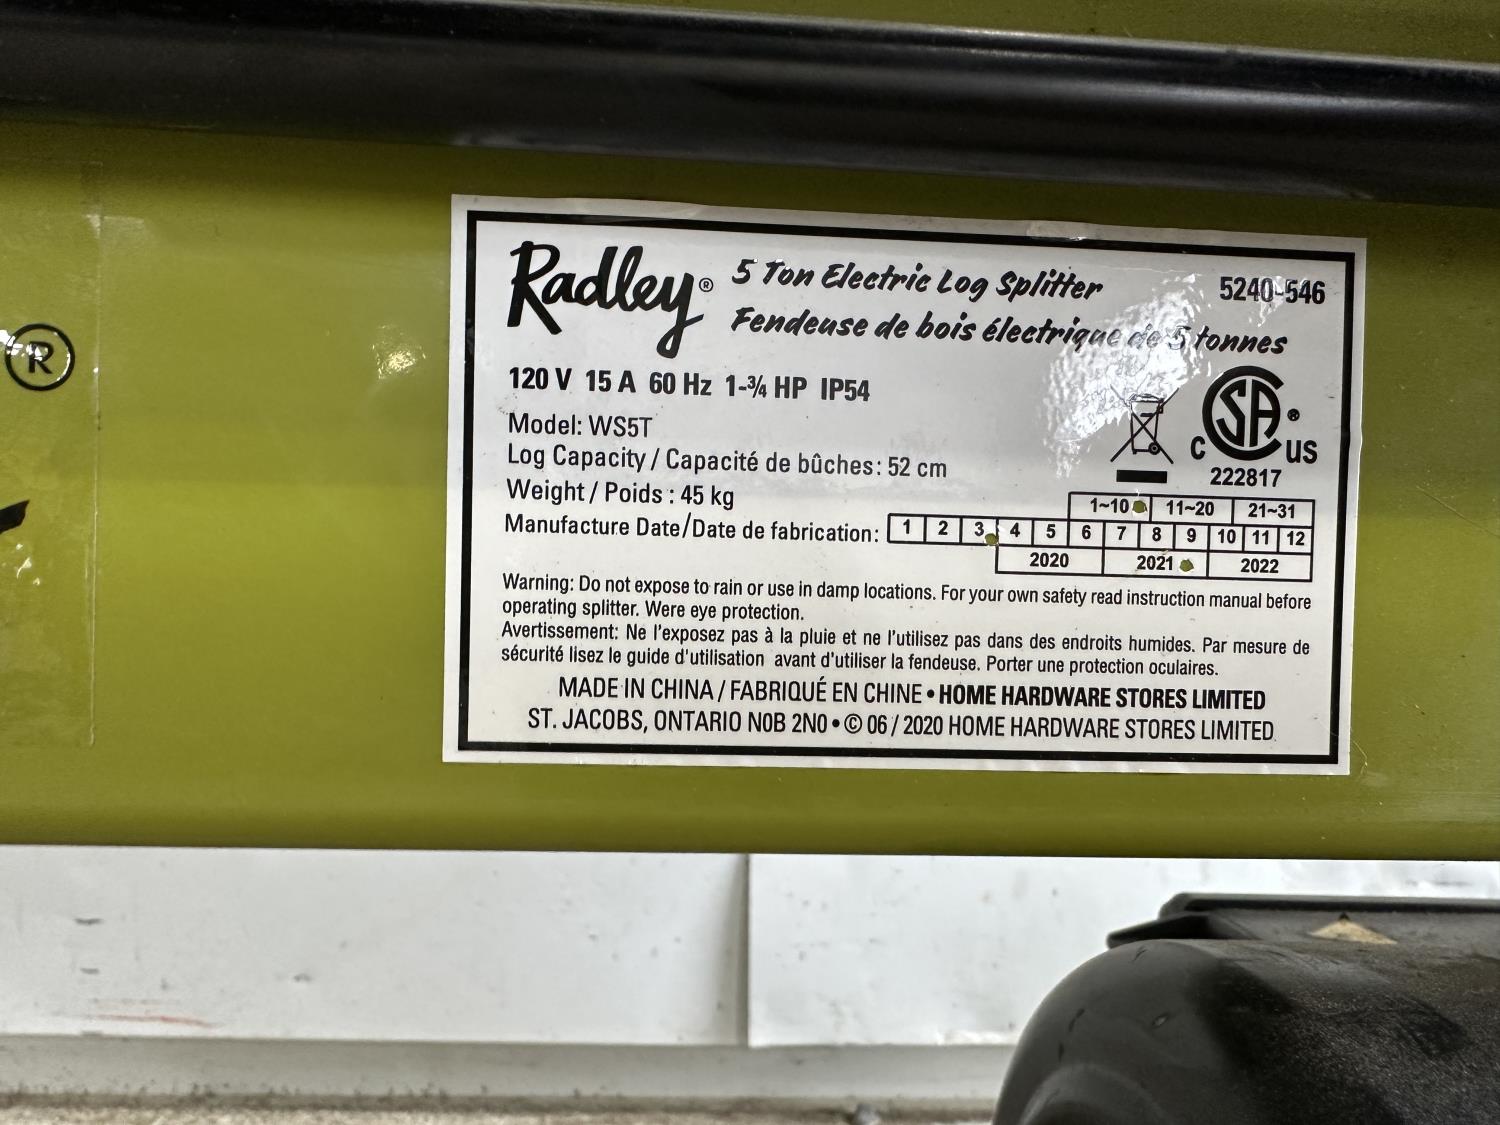 ®
Radley® 5 Ton Electric Log Splitter 5240-546
Fendeuse de bois électrique de 5 tonnes
120 V 15 A 60 Hz 1-¾ HP IP54
Model: WS5T
Log Capacity / Capacité de bûches: 52 cm
Weight / Poids : 45 kg
CSA® C US
222817
1~10 11~20 21~31
Manufacture Date/Date de fabrication: 1 2 3 4 5 6 7 8 9 10 11 12
2020 2021 2022
Warning: Do not expose to rain or use in damp locations. For your own safety read instruction manual before
operating splitter. Were eye protection.
Avertissement: Ne l'exposez pas à la pluie et ne l'utilisez pas dans des endroits humides. Par mesure de
sécurité lisez le guide d'utilisation avant d'utiliser la fendeuse. Porter une protection oculaires.
MADE IN CHINA / FABRIQUÉ EN CHINE • HOME HARDWARE STORES LIMITED
ST. JACOBS, ONTARIO N0B 2N0 • © 06 / 2020 HOME HARDWARE STORES LIMITED